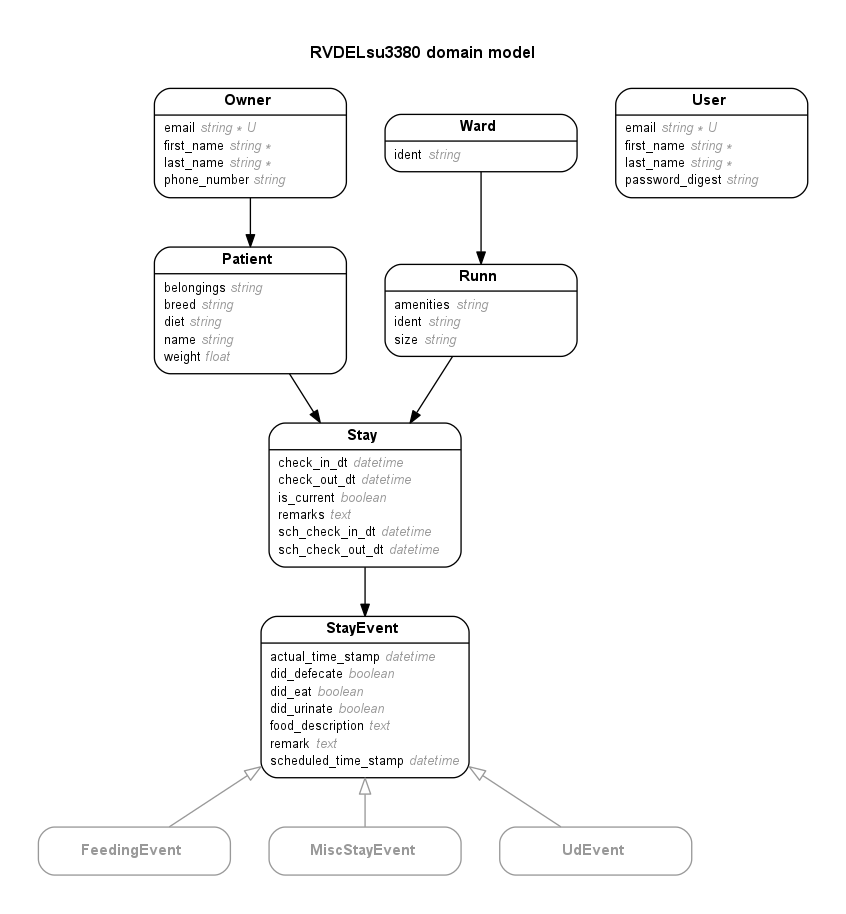 RVDELsu3380 domain model
Owner
email string * U
first_name string *
last_name string *
phone_number string
Ward
ident string
User
email string * U
first_name string *
last_name string *
password_digest string
Patient
belongings string
breed string
diet string
name string
weight float
Runn
amenities string
ident string
size string
Stay
check_in_dt datetime
check_out_dt datetime
is_current boolean
remarks text
sch_check_in_dt datetime
sch_check_out_dt datetime
StayEvent
actual_time_stamp datetime
did_defecate boolean
did_eat boolean
did_urinate boolean
food_description text
remark text
scheduled_time_stamp datetime
FeedingEvent
MiscStayEvent
UdEvent